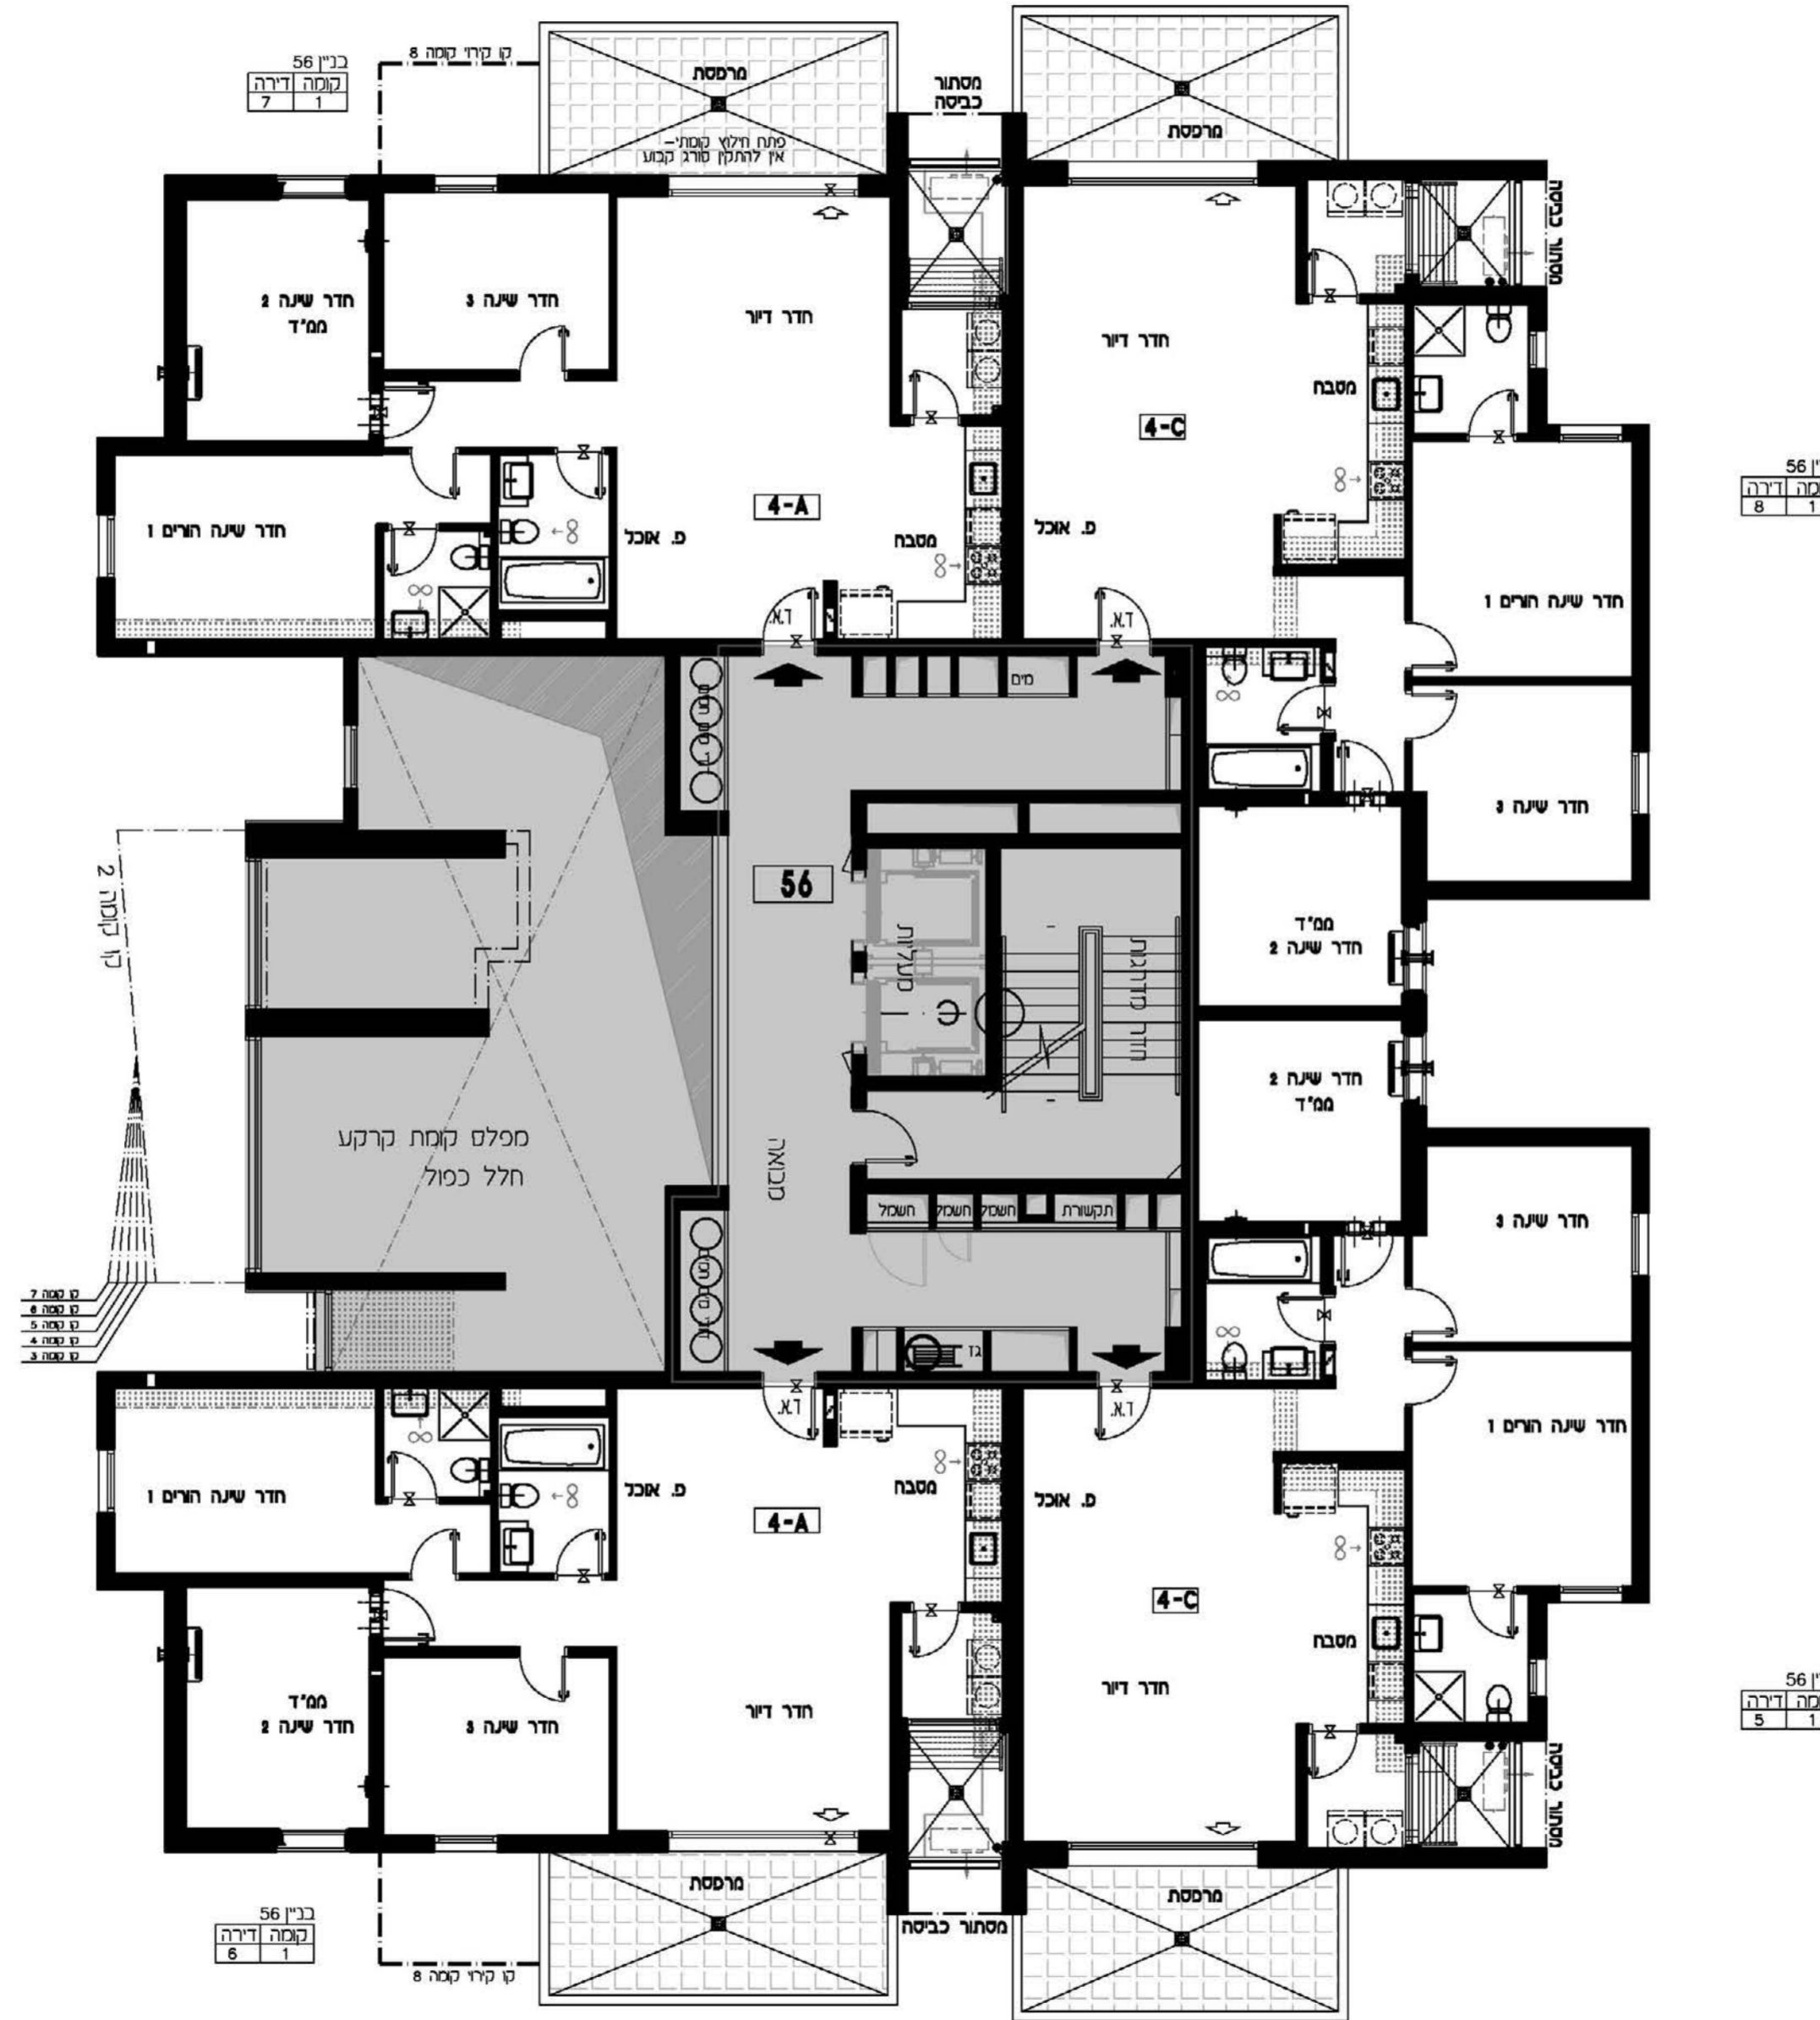 בניין 56
קומה דירה
1 7
קו קירוי קומה 8
מרפסת
פתח חילוץ קומתי-
אין להתקין סורג קבוע
מסתור
כביסה
מרפסת
מסתור כביסה
חדר שינה 2
ממ"ד
חדר שינה 3
חדר דיור
חדר דיור
מסבח
4-C
4-A
פ. אוכל
מסבח
פ. אוכל
חדר שינה הורים 1
חדר שינה הורים 1
56
דירה
8 1
ד.א.
ד.א.
מים
חדר שינה 3
קו קומה 2
56
מעליות
חדר מדרגות
ממ"ד
חדר שינה 2
חדר שינה 2
ממ"ד
מפלס קומת קרקע
חלל כפול
מבואה
חשמל
חשמל
חשמל
תקשורת
חדר שינה 3
גז
קו קומה 7
קו קומה 6
קו קומה 5
קו קומה 4
קו קומה 3
ד.א.
ד.א.
חדר שינה הורים 1
פ. אוכל
מסבח
4-A
פ. אוכל
חדר שינה הורים 1
4-C
מסבח
ממ"ד
חדר שינה 2
חדר שינה 3
חדר דיור
חדר דיור
56
דירה
5 1
מסתור כביסה
מרפסת
מרפסת
מסתור כביסה
בניין 56
קומה דירה
1 6
קו קירוי קומה 8